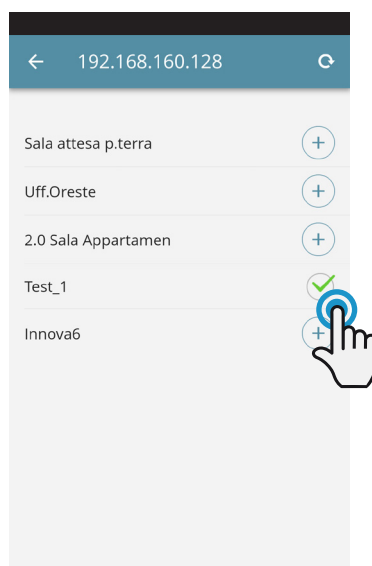 192.168.160.128
Sala attesa p.terra
Uff.Oreste
2.0 Sala Appartamen
Test_1
Innova6